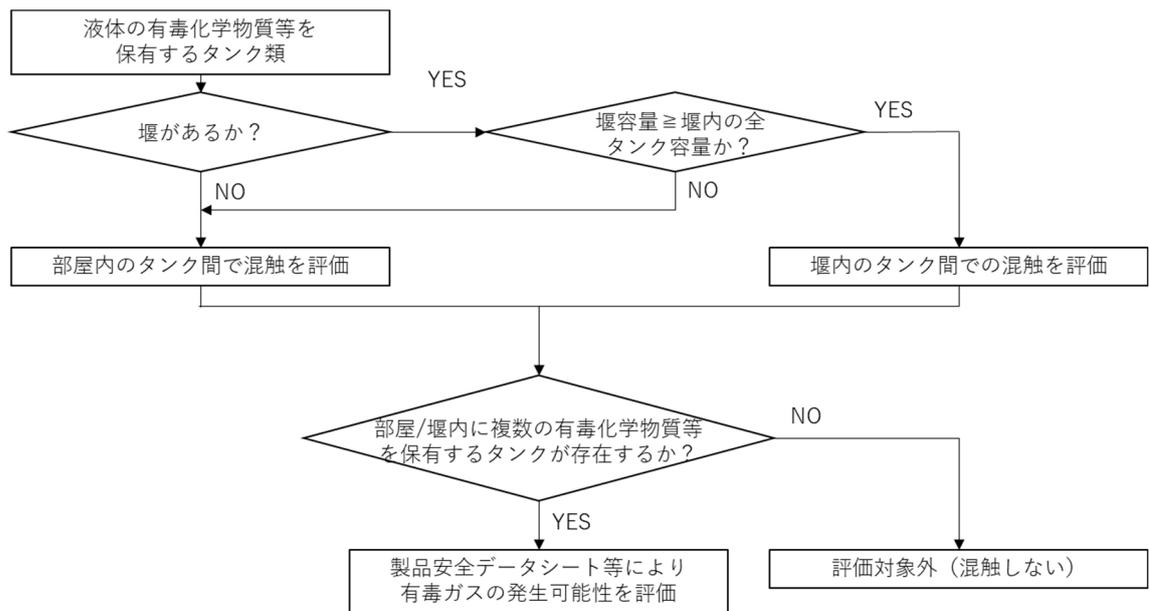 液体の有毒化学物質等を
保有するタンク類
YES
堰があるか？
堰容量≧堰内の全
タンク容量か？
YES
NO
NO
部屋内のタンク間で混触を評価
堰内のタンク間での混触を評価
部屋/堰内に複数の有毒化学物質等
を保有するタンクが存在するか？
NO
YES
製品安全データシート等により
有毒ガスの発生可能性を評価
評価対象外（混触しない）